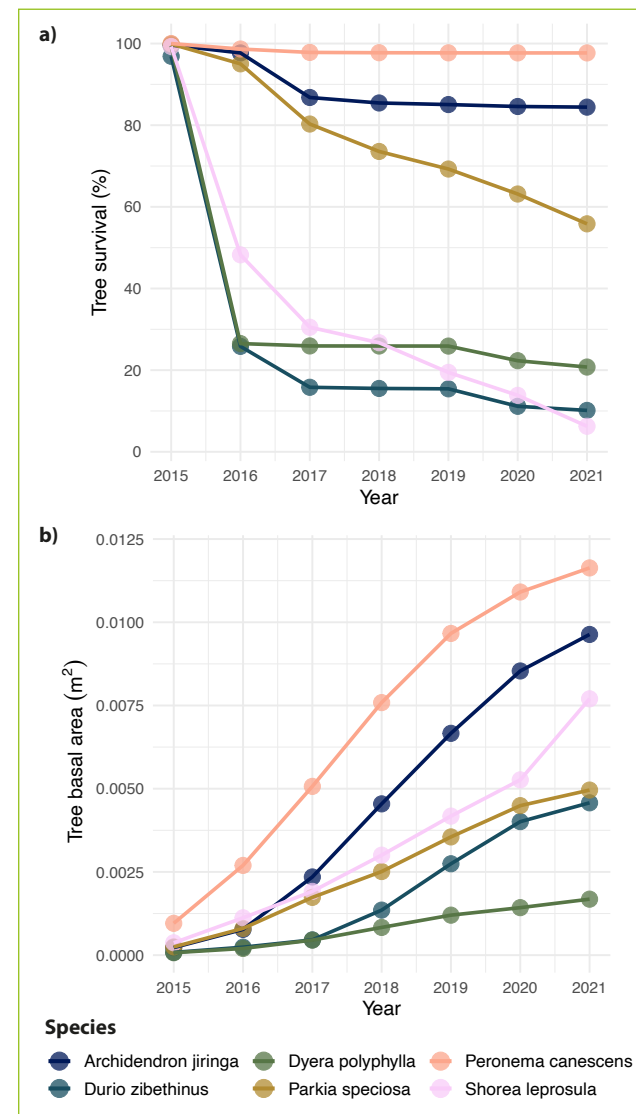 a)
100
80
60
40
20
0
Tree survival (%)
2015 2016 2017 2018 2019 2020 2021
Year
b)
0.0125
0.0100
0.0075
0.0050
0.0025
0.0000
Tree basal area (m²)
2015 2016 2017 2018 2019 2020 2021
Year
Species
Archidendron jiringa Dyera polyphylla Peronema canescens
Durio zibethinus Parkia speciosa Shorea leprosula